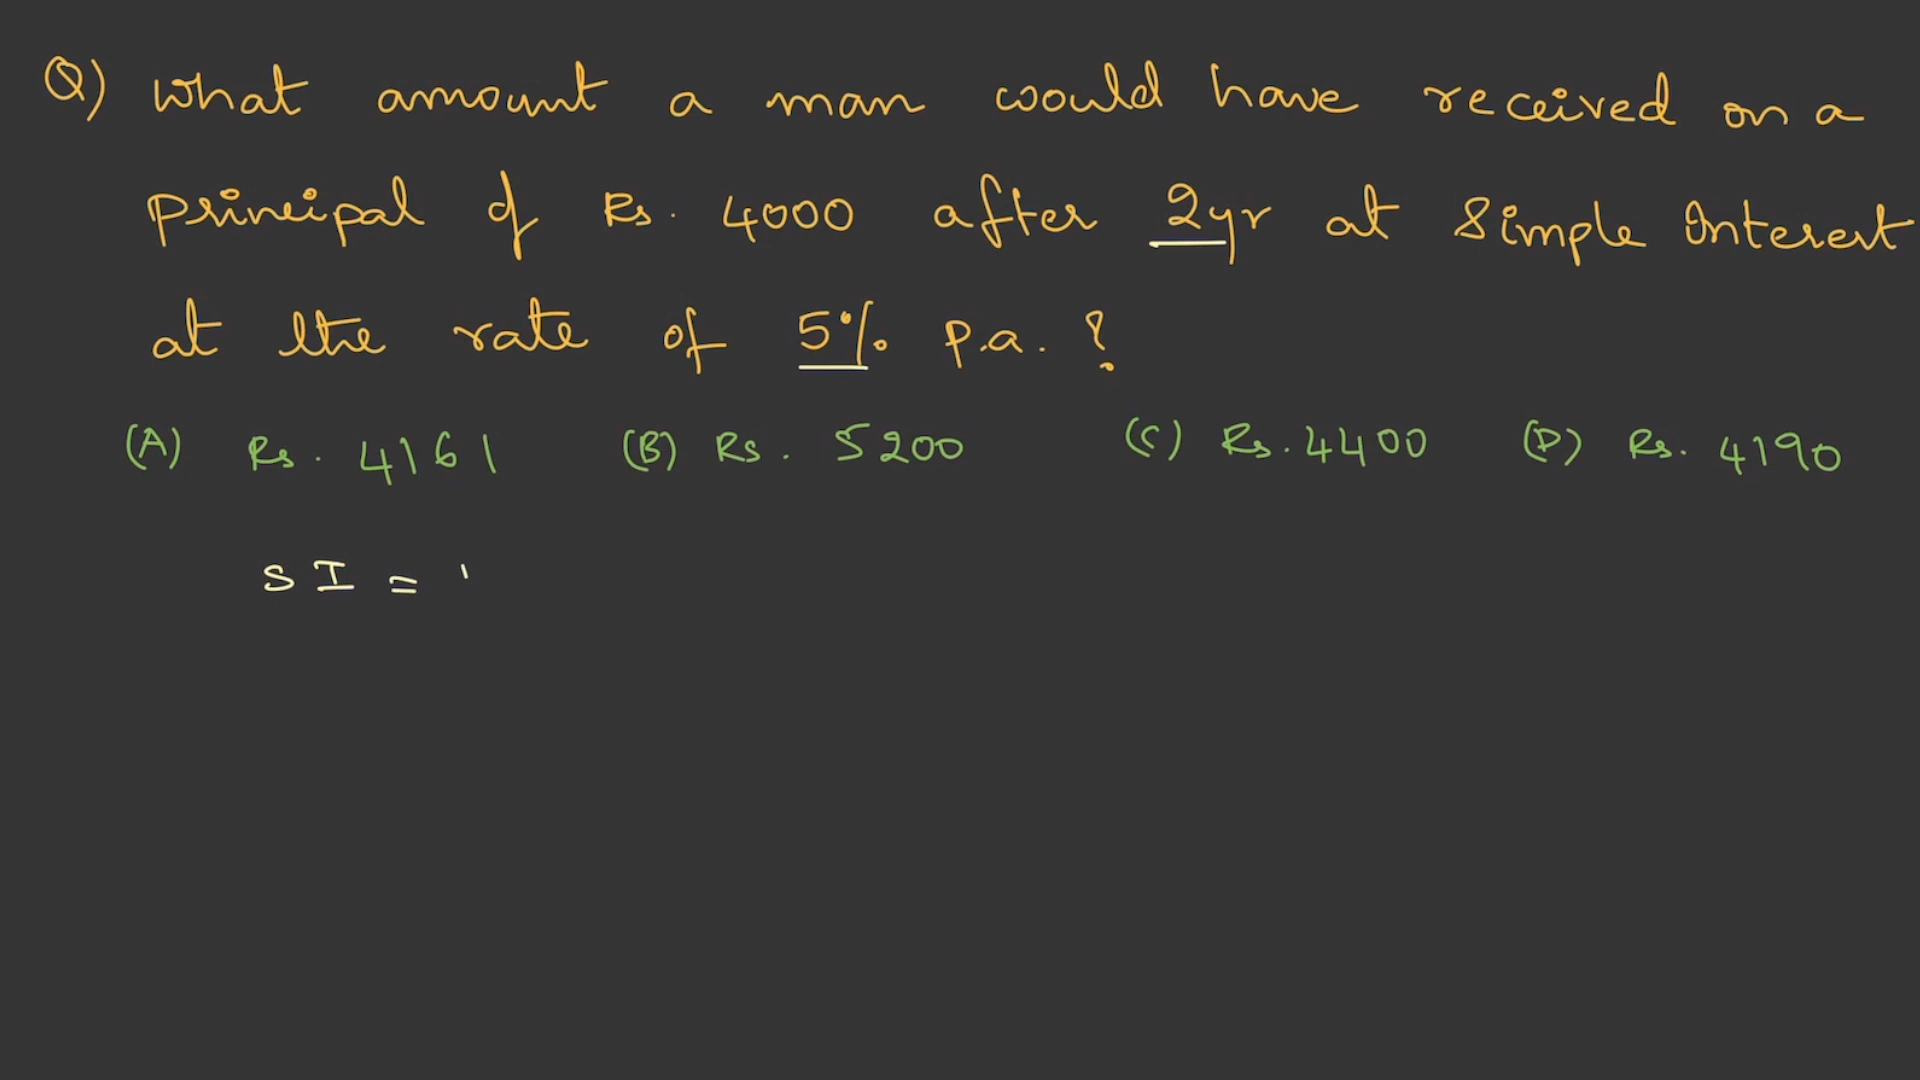 Q) What amount a man would have received on a
principal of Rs. 4000 after 2yr at Simple Interest
at the rate of 5% p.a. ?
(A) Rs. 4161 (B) Rs. 5200 (C) Rs. 4400 (D) Rs. 4190
SI =